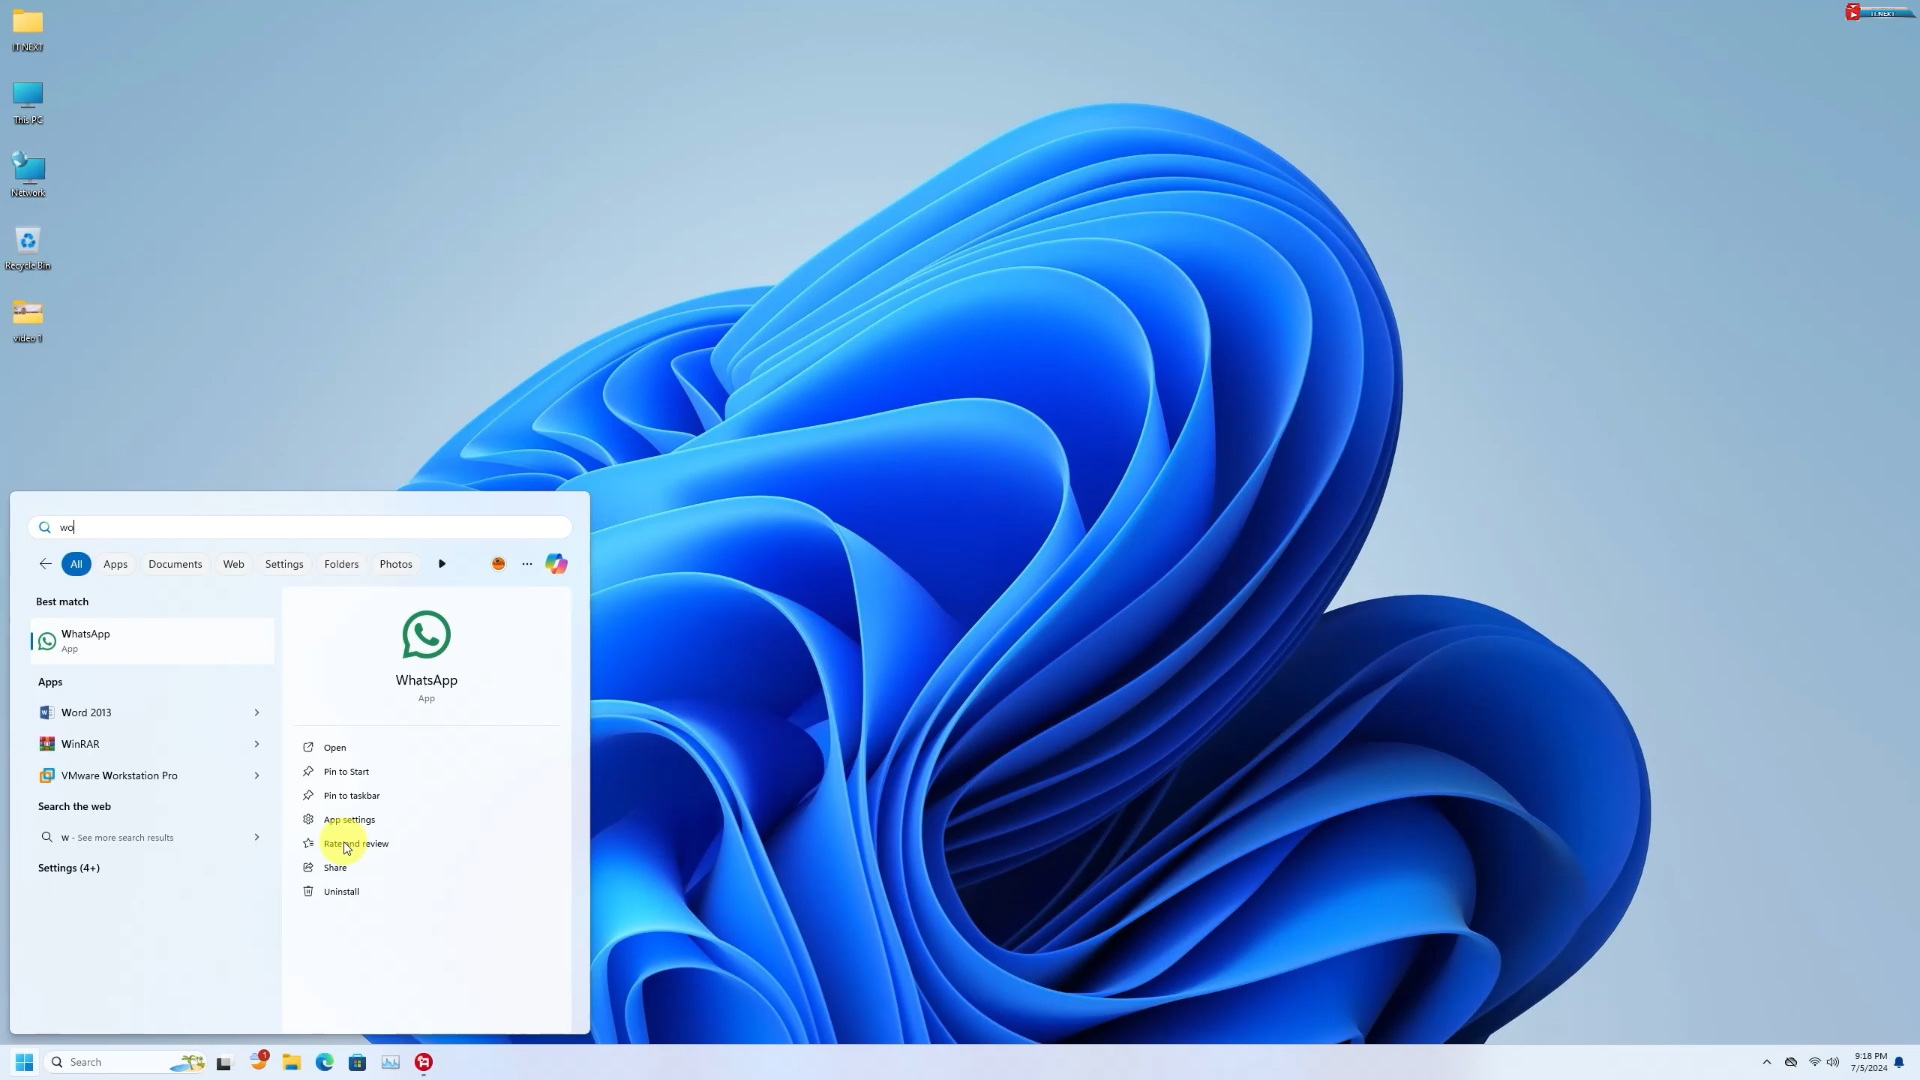 IT NEXT
This PC
Network
Recycle Bin
video 1
IT NEXT
wo
All
Apps
Documents
Web
Settings
Folders
Photos
Best match
WhatsApp
App
Apps
Word 2013
WinRAR
VMware Workstation Pro
Search the web
w - See more search results
Settings (4+)
WhatsApp
App
Open
Pin to Start
Pin to taskbar
App settings
Rate and review
Share
Uninstall
Search
1
9:18 PM
7/5/2024